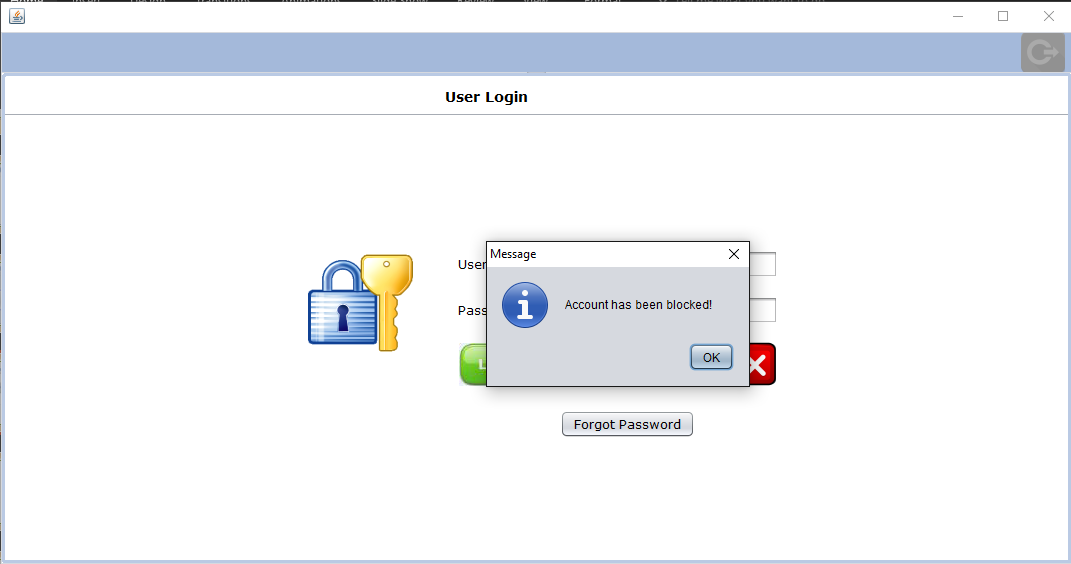 User Login
Message
User
Account has been blocked!
Pass
OK
Forgot Password